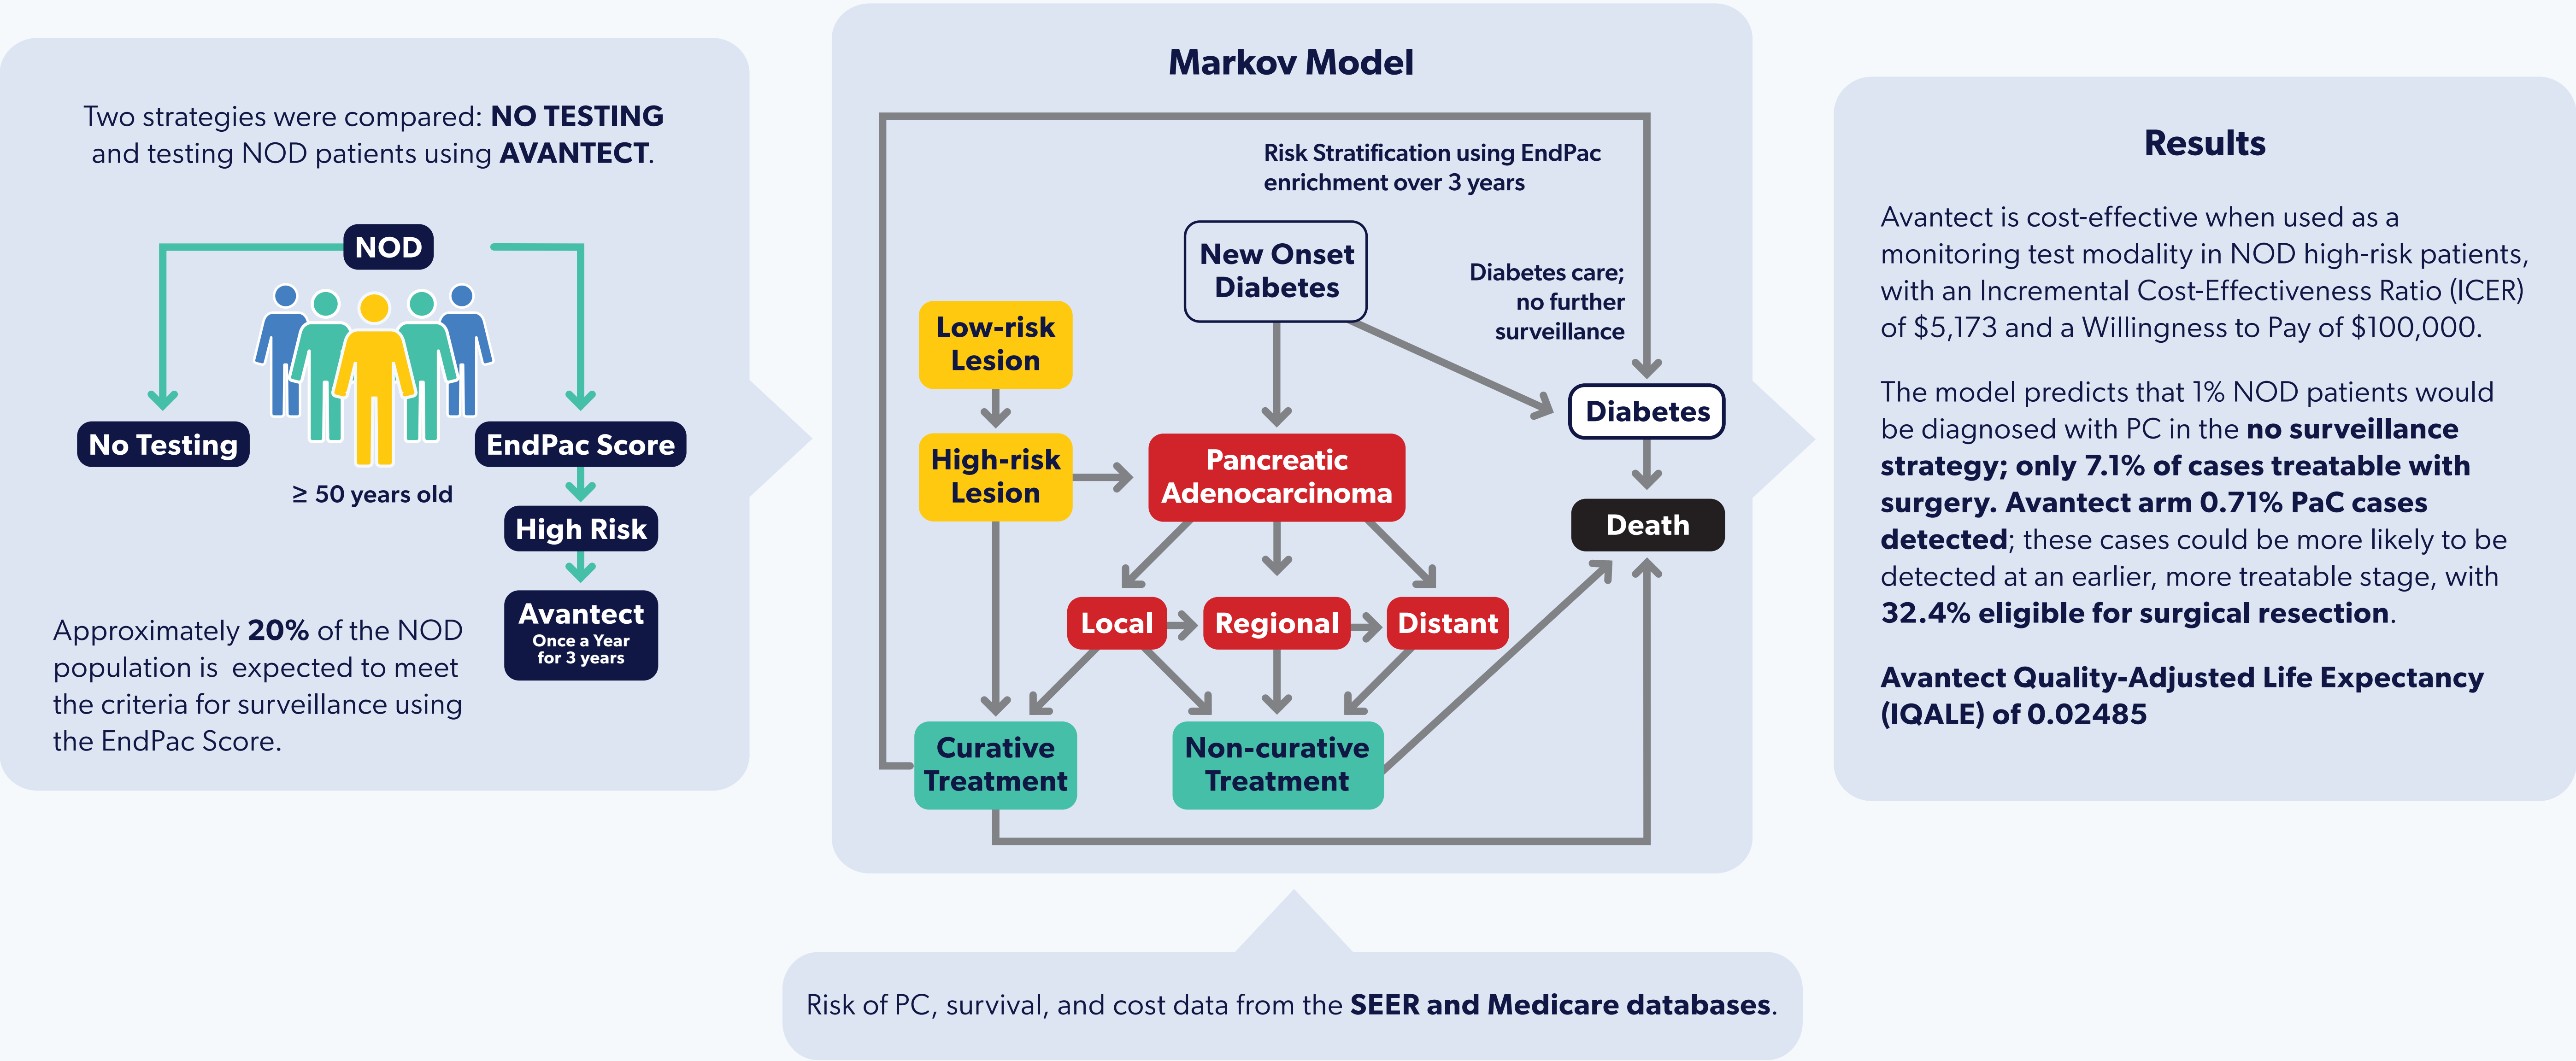 Two strategies were compared: NO TESTING
and testing NOD patients using AVANTECT.
NOD
No Testing
≥ 50 years old
EndPac Score
High Risk
Avantect
Once a Year
for 3 years
Approximately 20% of the NOD
population is expected to meet
the criteria for surveillance using
the EndPac Score.
Markov Model
Risk Stratification using EndPac
enrichment over 3 years
New Onset
Diabetes
Diabetes care;
no further
surveillance
Low-risk
Lesion
Diabetes
High-risk
Lesion
Pancreatic
Adenocarcinoma
Death
Local
Regional
Distant
Curative
Treatment
Non-curative
Treatment
Results
Avantect is cost-effective when used as a
monitoring test modality in NOD high-risk patients,
with an Incremental Cost-Effectiveness Ratio (ICER)
of $5,173 and a Willingness to Pay of $100,000.
The model predicts that 1% NOD patients would
be diagnosed with PC in the no surveillance
strategy; only 7.1% of cases treatable with
surgery. Avantect arm 0.71% PaC cases
detected; these cases could be more likely to be
detected at an earlier, more treatable stage, with
32.4% eligible for surgical resection.
Avantect Quality-Adjusted Life Expectancy
(IQALE) of 0.02485
Risk of PC, survival, and cost data from the SEER and Medicare databases.